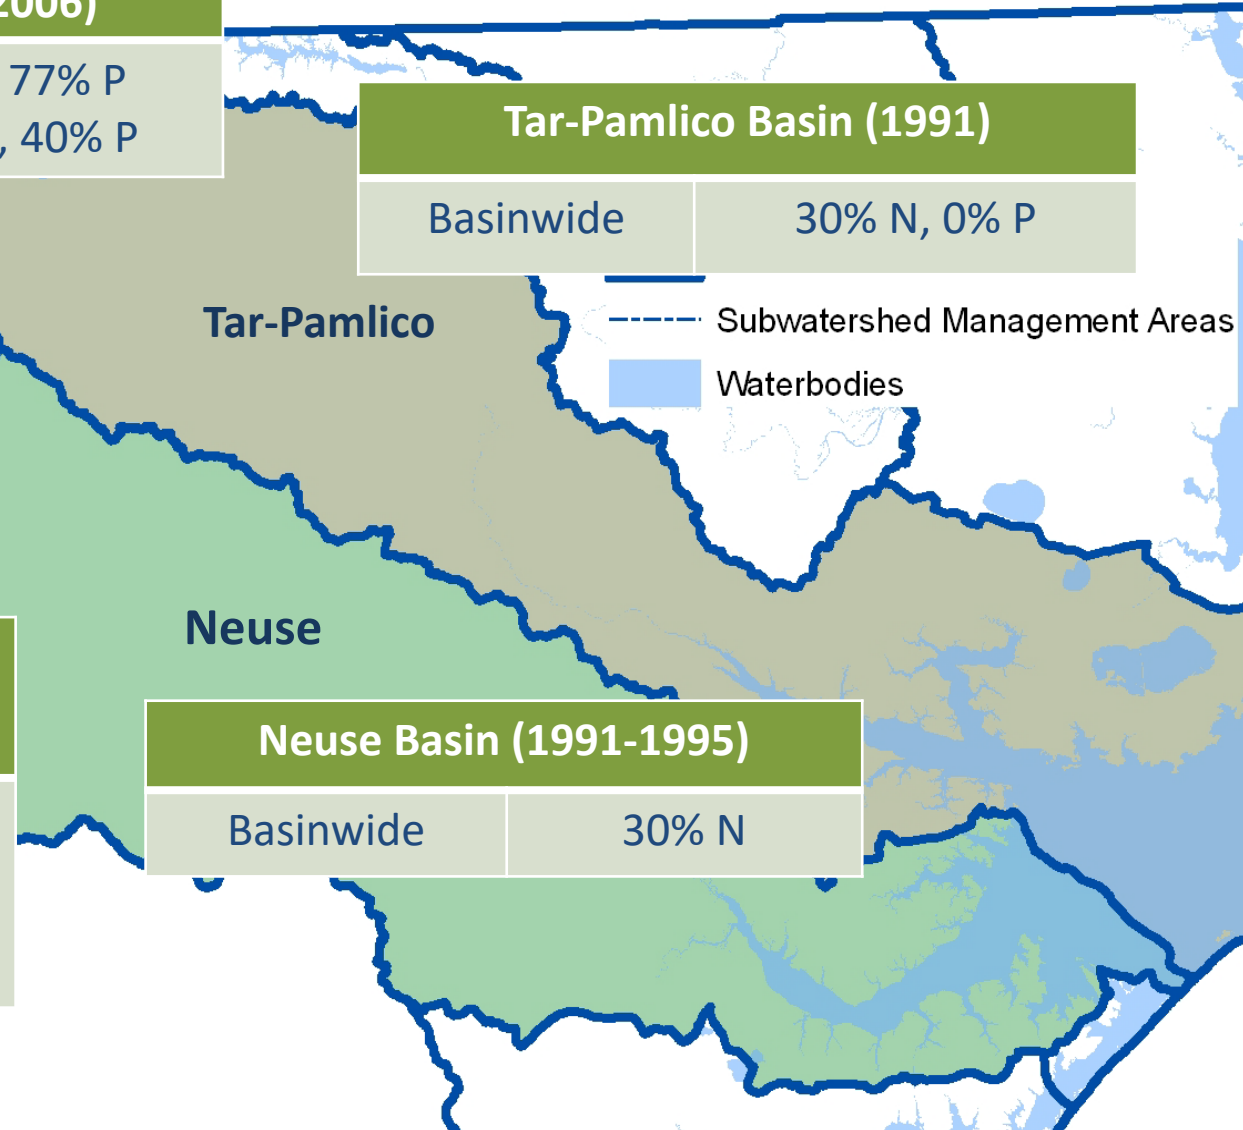 2006)
77% P
, 40% P
Tar-Pamlico Basin (1991)
Basinwide 30% N, 0% P
Subwatershed Management Areas
Waterbodies
Tar-Pamlico
Neuse
Neuse Basin (1991-1995)
Basinwide 30% N